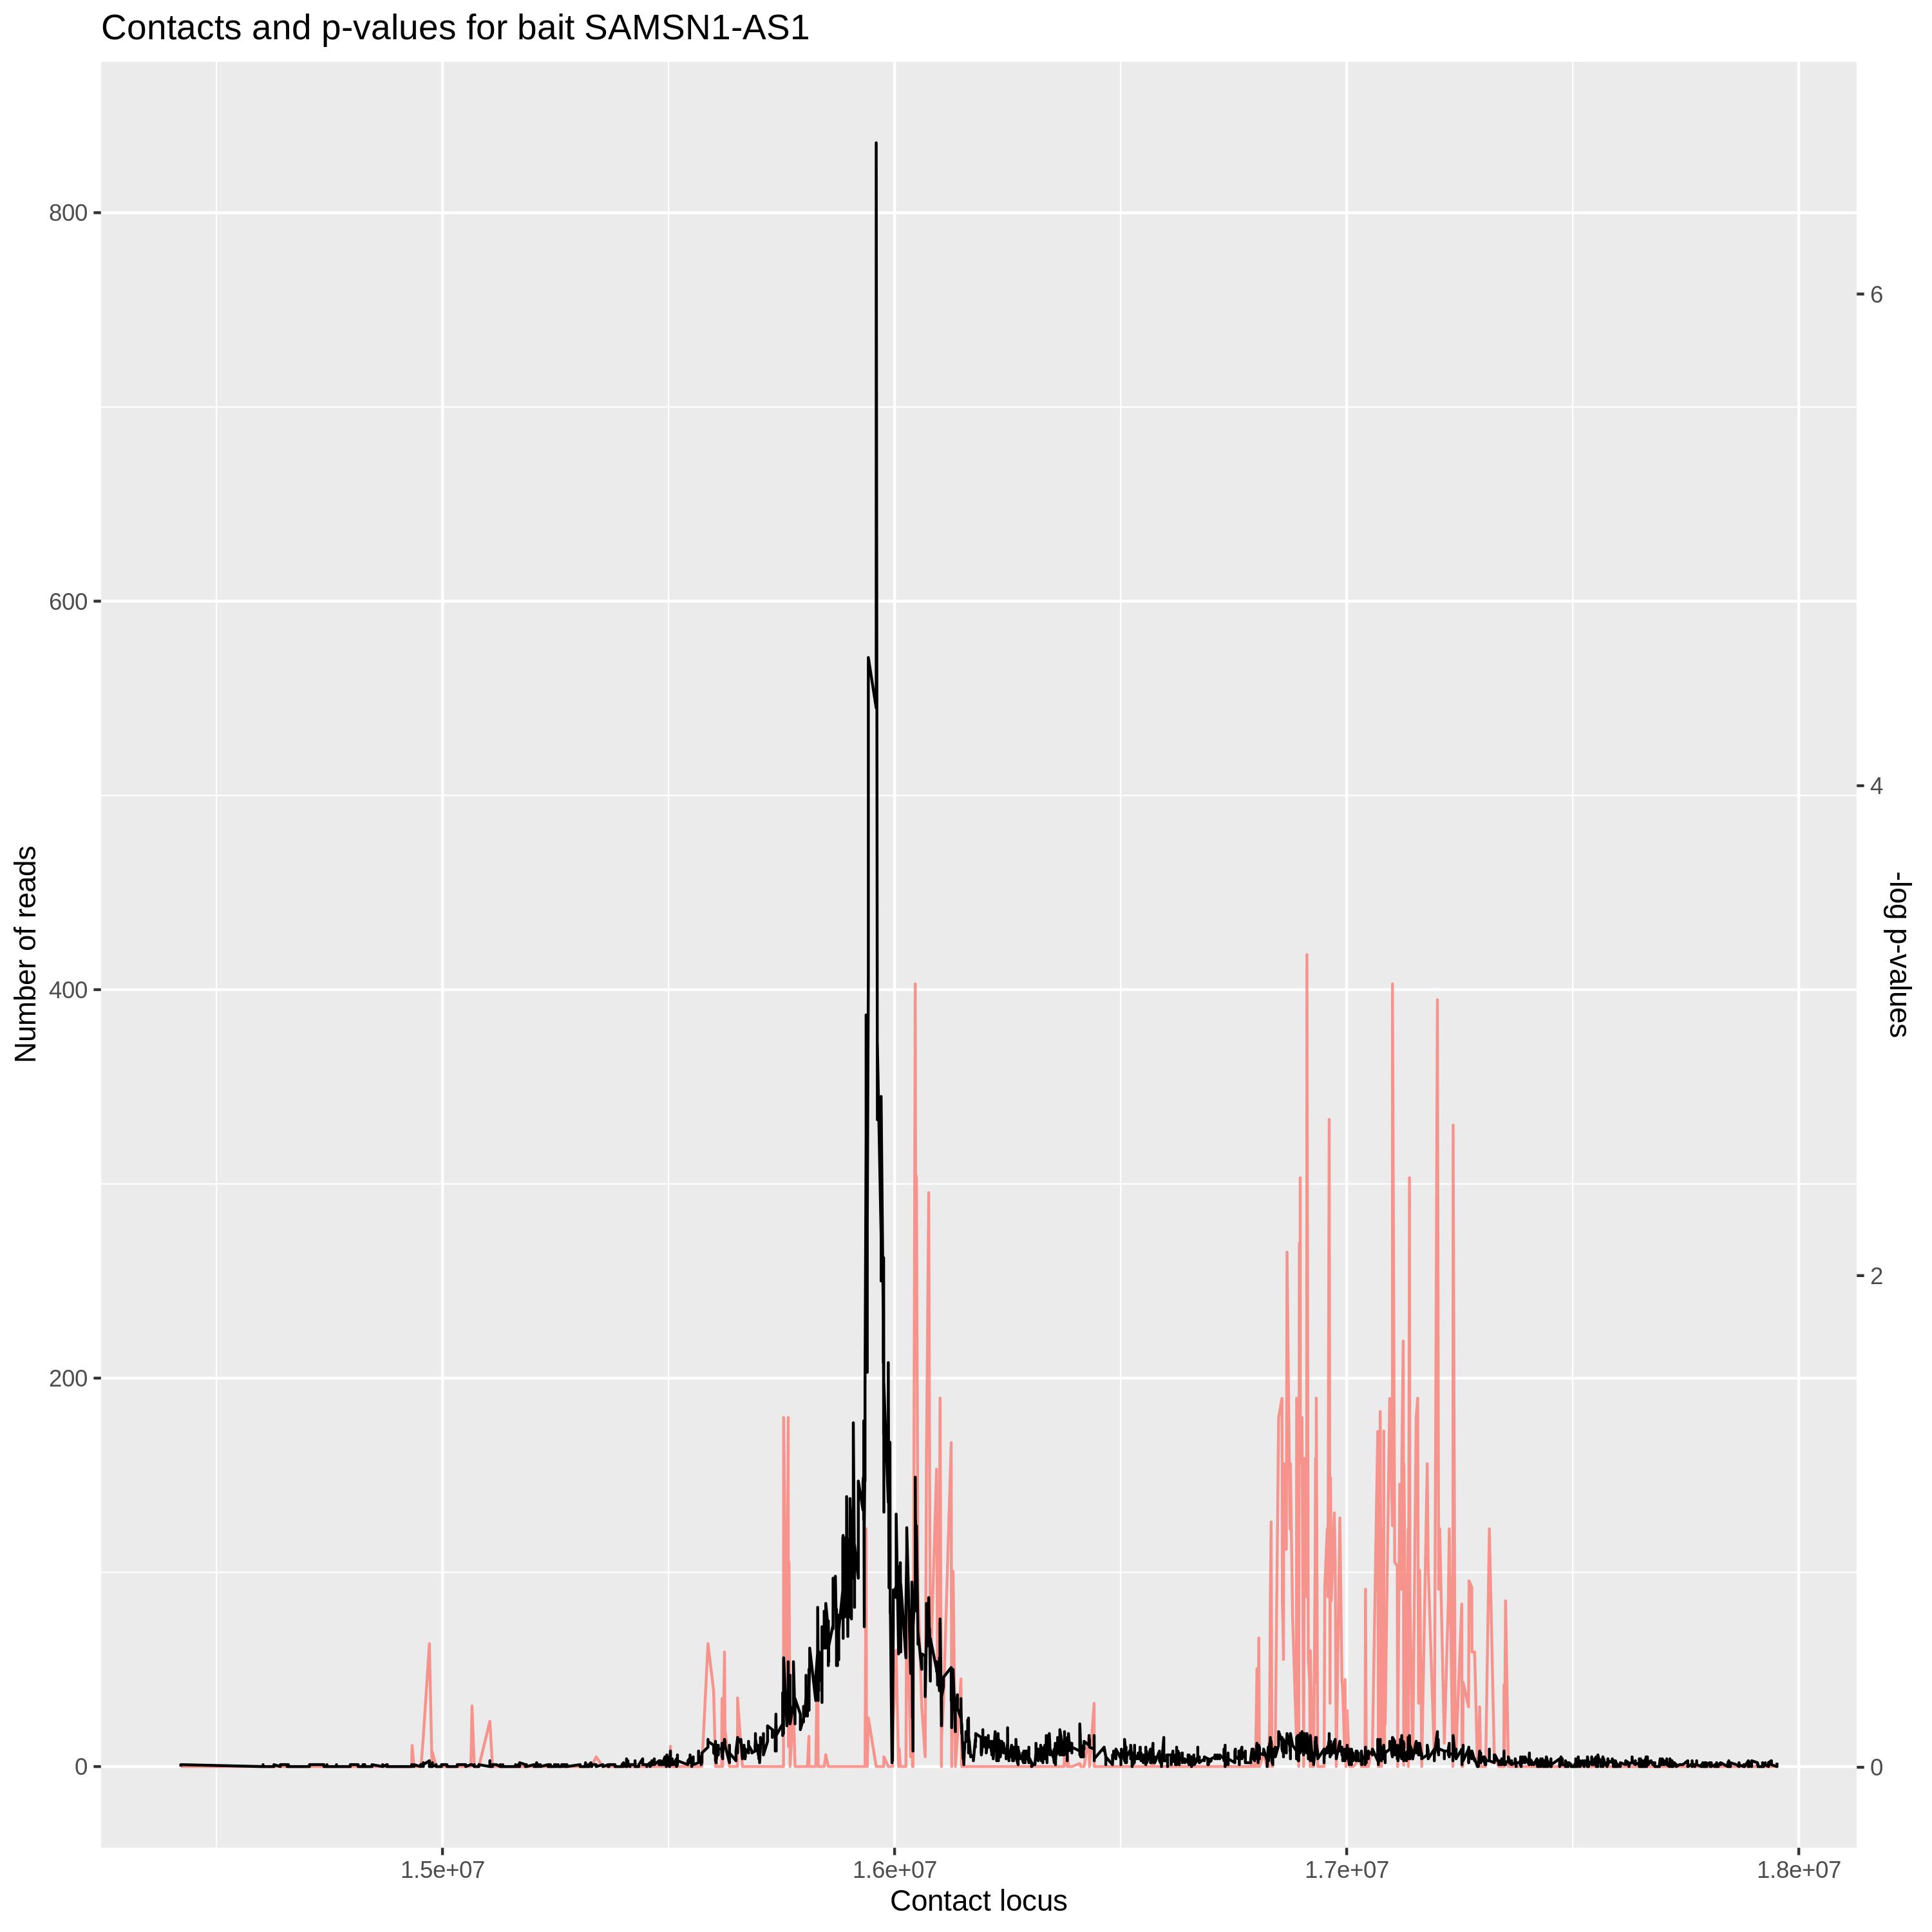 Contacts and p-values for bait SAMSN1-AS1
800
600
400
200
0
Number of reads
6
4
2
0
-log p-values
1.5e+07
1.6e+07
1.7e+07
1.8e+07
Contact locus